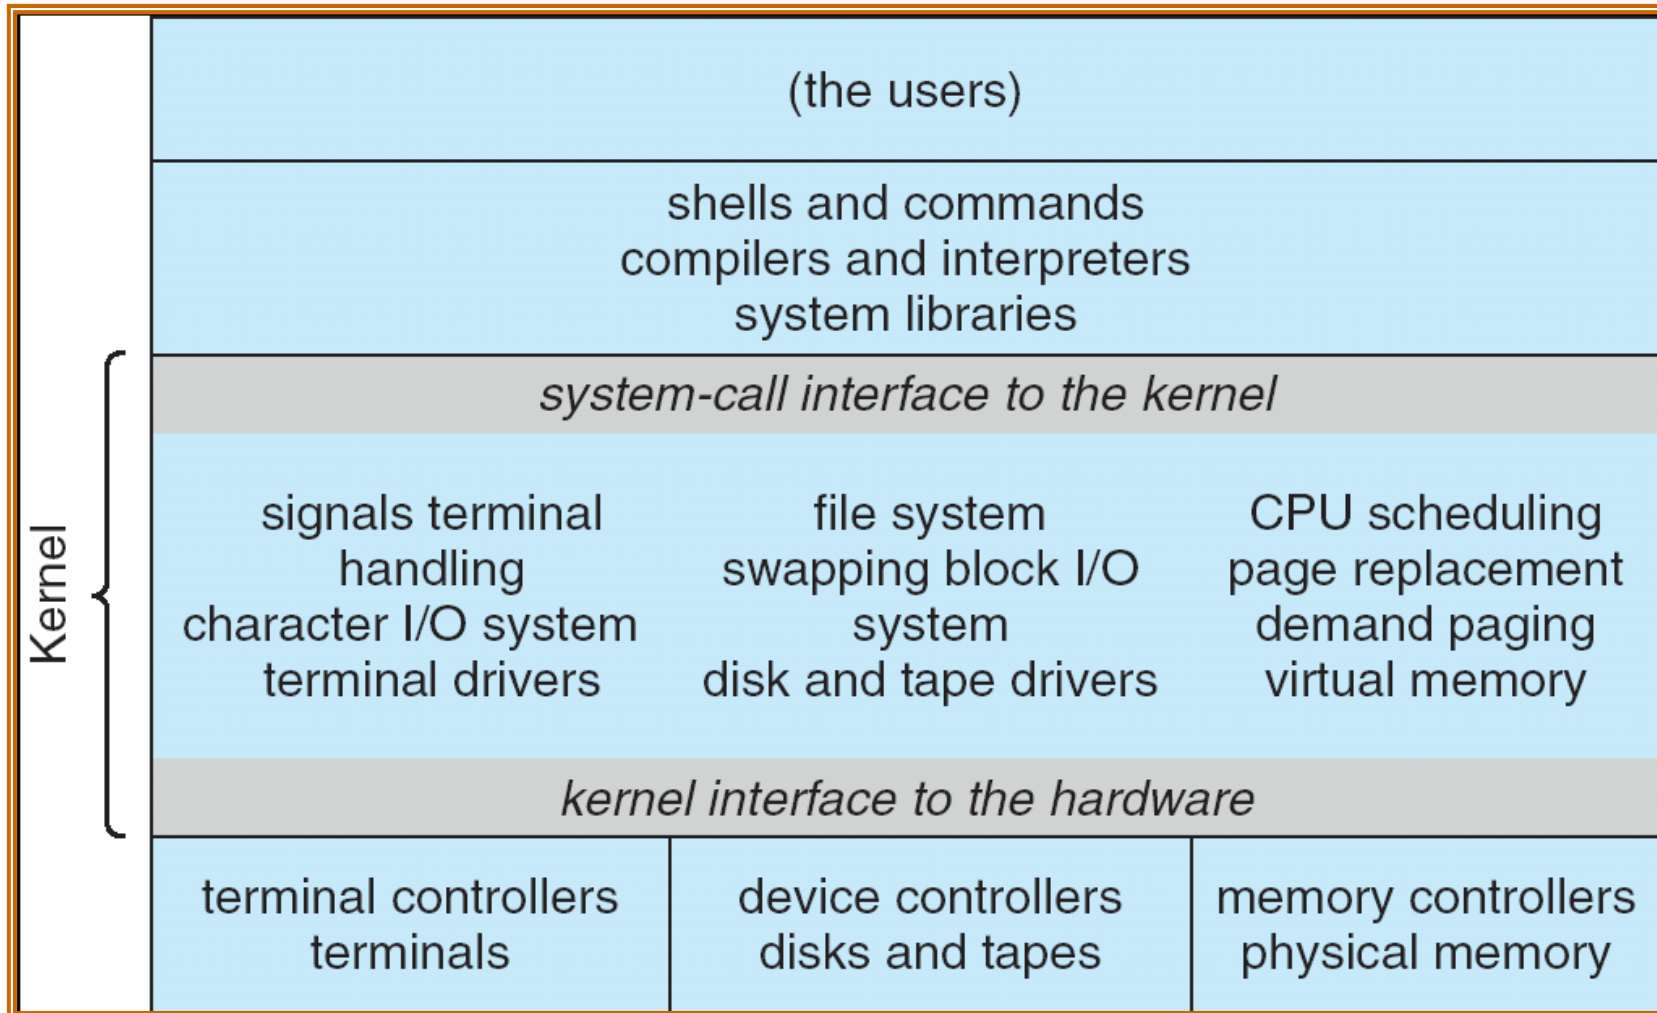 (the users)
shells and commands
compilers and interpreters
system libraries
Kernel
system-call interface to the kernel
signals terminal
handling
character I/O system
terminal drivers
file system
swapping block I/O
system
disk and tape drivers
CPU scheduling
page replacement
demand paging
virtual memory
kernel interface to the hardware
terminal controllers
terminals
device controllers
disks and tapes
memory controllers
physical memory